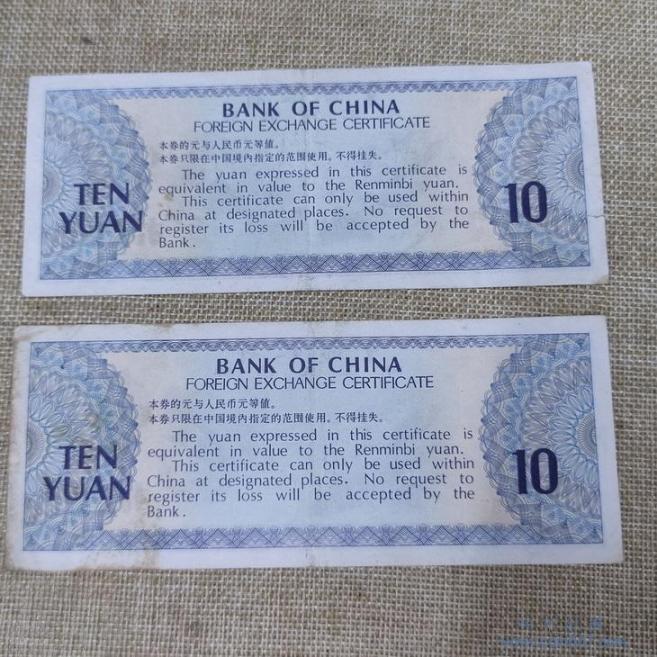 BANK OF CHINA
FOREIGN EXCHANGE CERTIFICATE
本券的元与人民币元等值。
本券只限在中国境内指定的范围使用。不得挂失。
The yuan expressed in this certificate is
equivalent in value to the Renminbi yuan.
This certificate can only be used within
China at designated places. No request to
register its loss will be accepted by the
Bank.
TEN
YUAN
10
BANK OF CHINA
FOREIGN EXCHANGE CERTIFICATE
本券的元与人民币元等值。
本券只限在中国境内指定的范围使用。不得挂失。
The yuan expressed in this certificate is
equivalent in value to the Renminbi yuan.
This certificate can only be used within
China at designated places. No request to
register its loss will be accepted by the
Bank.
TEN
YUAN
10